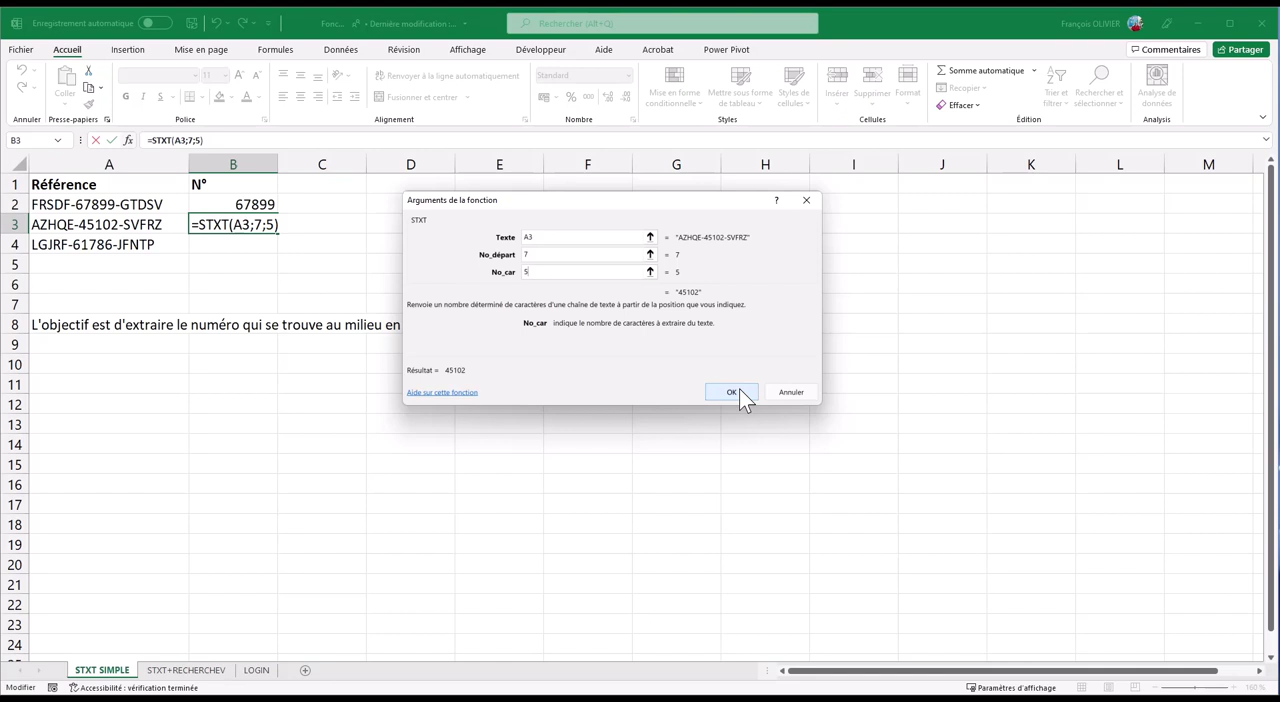 Enregistrement automatique
Fonc... • Dernière modification :...
Rechercher (Alt+Q)
François OLIVIER
Fichier Accueil Insertion Mise en page Formules Données Révision Affichage Développeur Aide Acrobat Power Pivot Commentaires Partager
Coller
G I S
Renvoyer à la ligne automatiquement
Fusionner et centrer
Standard
% 000
Mise en forme conditionnelle
Mettre sous forme de tableau
Styles de cellules
Insérer Supprimer Format
Somme automatique
Recopier
Effacer
Trier et filtrer
Rechercher et sélectionner
Analyse de données
Annuler Presse-papiers Police Alignement Nombre Styles Cellules Édition Analysis
B3 fx =STXT(A3;7;5)
A B C D E F G H I J K L M
1 Référence N°
2 FRSDF-67899-GTDSV 67899
3 AZHQE-45102-SVFRZ =STXT(A3;7;5)
4 LGJRF-61786-JFNTP
5
6
7
8 L'objectif est d'extraire le numéro qui se trouve au milieu en
9
10
11
12
13
14
15
16
17
18
19
20
21
22
23
24
Arguments de la fonction ?
STXT
Texte A3 = "AZHQE-45102-SVFRZ"
No_départ 7 = 7
No_car 5 = 5
= "45102"
Renvoie un nombre déterminé de caractères d'une chaîne de texte à partir de la position que vous indiquez.
No_car indique le nombre de caractères à extraire du texte.
Résultat = 45102
Aide sur cette fonction OK Annuler
STXT SIMPLE STXT+RECHERCHEV LOGIN
Modifier Accessibilité : vérification terminée Paramètres d'affichage 160 %